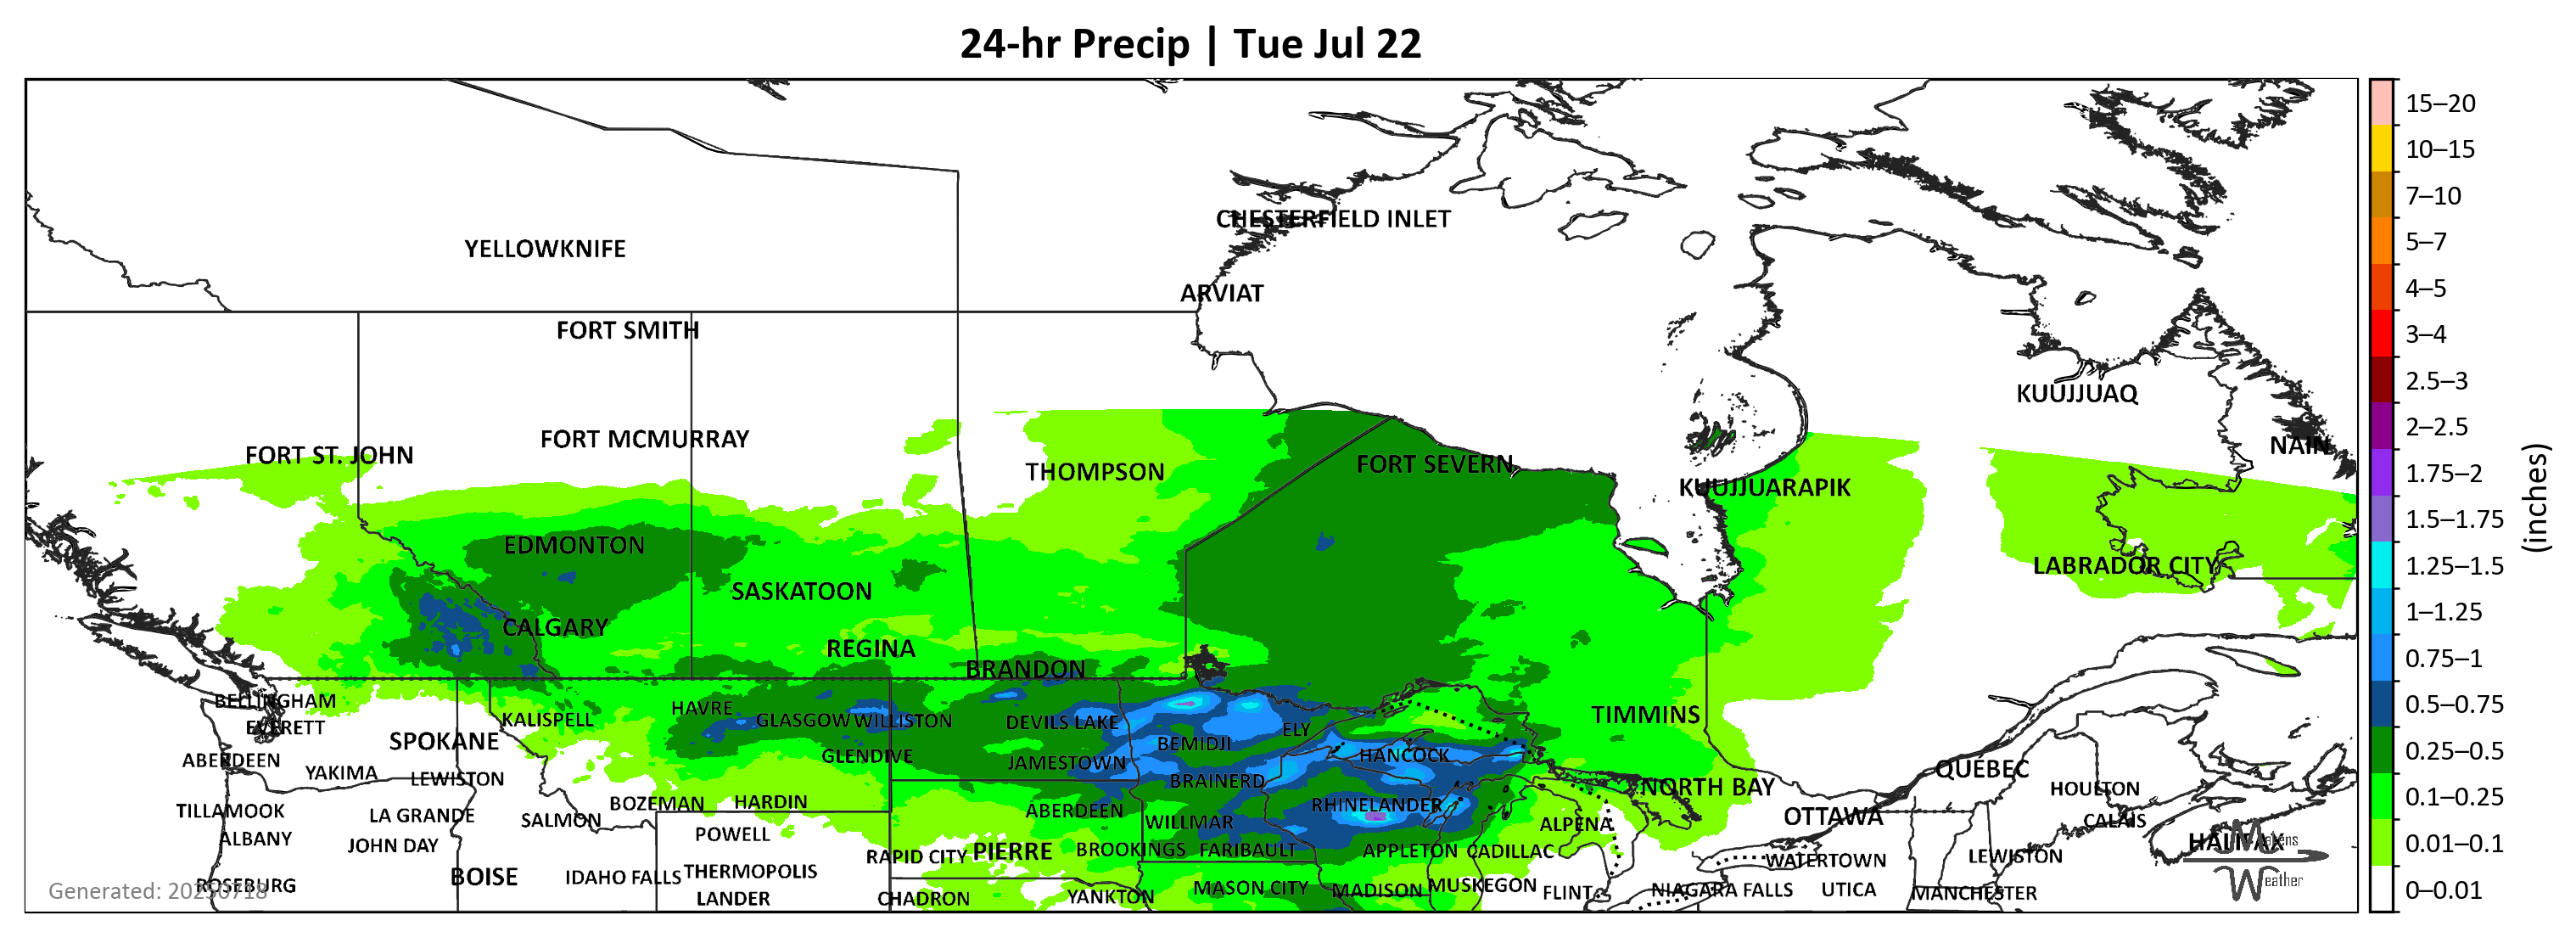 24-hr Precip | Tue Jul 22
CHESTERFIELD INLET
YELLOWKNIFE
ARVIAT
FORT SMITH
KUUJJUAQ
FORT MCMURRAY
NAIN
FORT ST. JOHN
FORT SEVERN
THOMPSON
KUUJJUARAPIK
EDMONTON
LABRADOR CITY
SASKATOON
CALGARY
REGINA
BRANDON
BELLINGHAM
HAVRE
KALISPELL GLASGOW WILLISTON DEVILS LAKE TIMMINS
EVERETT ELY
SPOKANE BEMIDJI
ABERDEEN GLENDIVE JAMESTOWN HANCOCK
YAKIMA LEWISTON BRAINERD QUÉBEC
NORTH BAY HOULTON
BOZEMAN HARDIN RHINELANDER
TILLAMOOK LA GRANDE SALMON ABERDEEN WILLMAR ALPENA OTTAWA CALAIS
ALBANY JOHN DAY POWELL HALIFAX
Makens
RAPID CITY PIERRE BROOKINGS FARIBAULT APPLETON CADILLAC WATERTOWN LEWISTON
BOISE IDAHO FALLS THERMOPOLIS
Weather
ROSEBURG LANDER CHADRON YANKTON MASON CITY MADISON MUSKEGON FLINT NIAGARA FALLS UTICA MANCHESTER
Generated: 20250718
15–20
10–15
7–10
5–7
4–5
3–4
2.5–3
2–2.5
1.75–2
1.5–1.75
1.25–1.5
1–1.25
0.75–1
0.5–0.75
0.25–0.5
0.1–0.25
0.01–0.1
0–0.01
(inches)